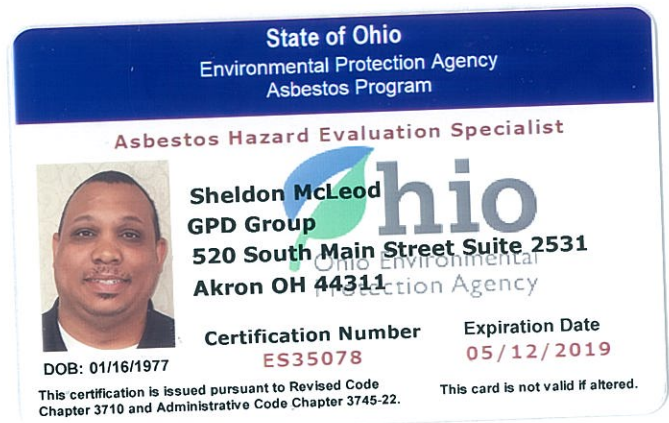 State of Ohio
Environmental Protection Agency
Asbestos Program
Asbestos Hazard Evaluation Specialist
Sheldon McLeod
GPD Group
520 South Main Street Suite 2531
Akron OH 44311
Ohio
Ohio Environmental
Protection Agency
Certification Number
ES35078
Expiration Date
05/12/2019
DOB: 01/16/1977
This certification is issued pursuant to Revised Code
Chapter 3710 and Administrative Code Chapter 3745-22.
This card is not valid if altered.